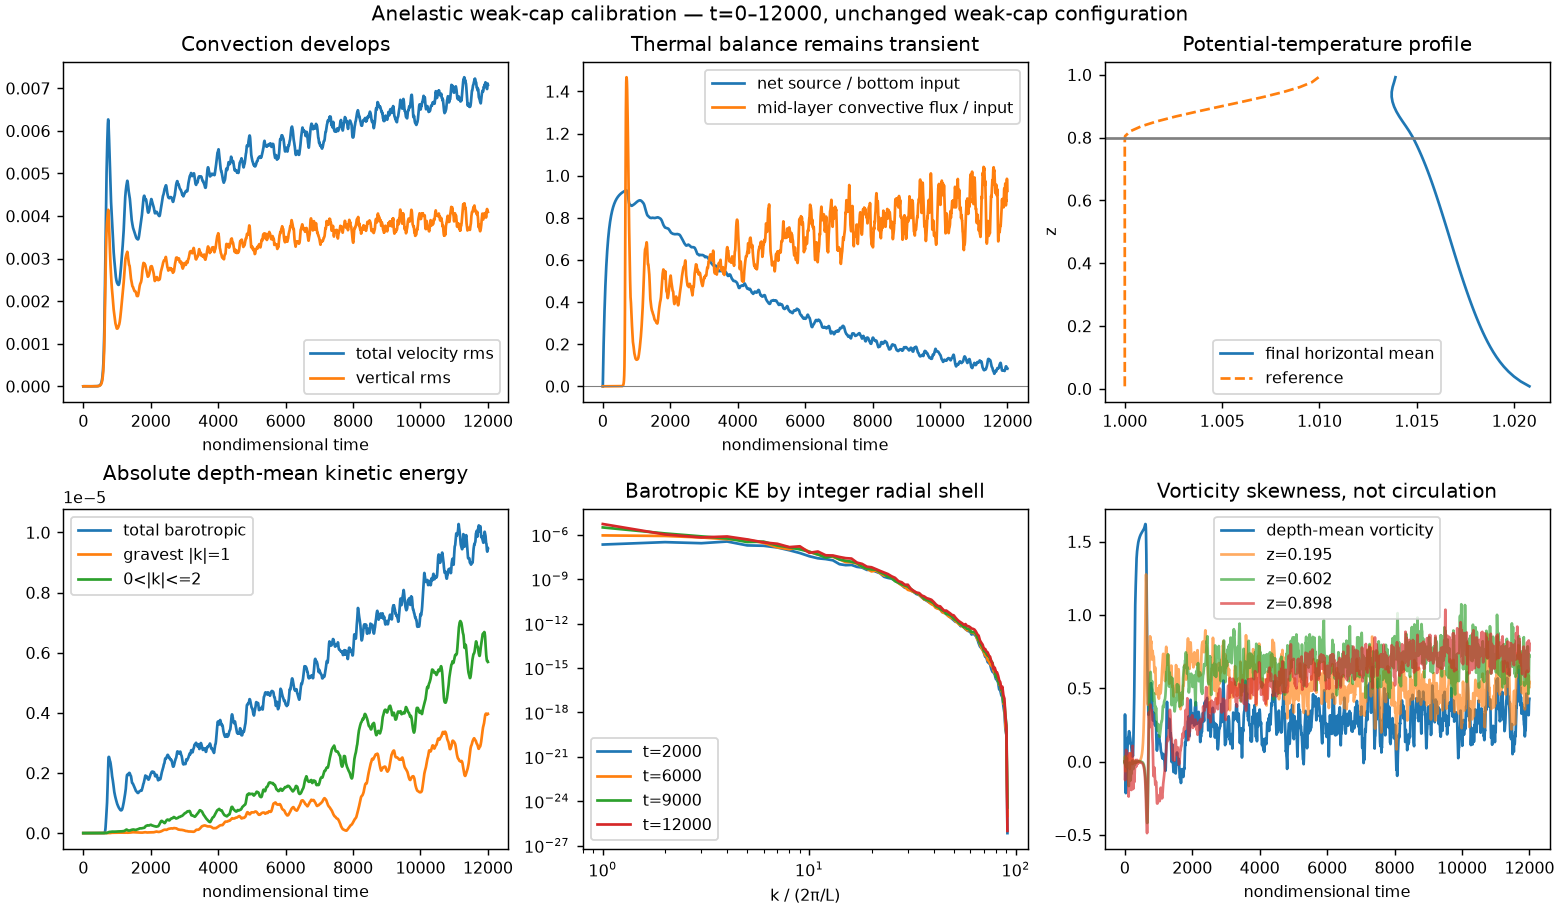 Anelastic weak-cap calibration — t=0–12000, unchanged weak-cap configuration
Convection develops
0.007
0.006
0.005
0.004
0.003
0.002
0.001
0.000
total velocity rms
vertical rms
0
2000
4000
6000
8000
10000
12000
nondimensional time
Thermal balance remains transient
1.4
1.2
1.0
0.8
0.6
0.4
0.2
0.0
net source / bottom input
mid-layer convective flux / input
0
2000
4000
6000
8000
10000
12000
nondimensional time
Potential-temperature profile
z
1.0
0.8
0.6
0.4
0.2
0.0
final horizontal mean
reference
1.000
1.005
1.010
1.015
1.020
Absolute depth-mean kinetic energy
1e−5
1.0
0.8
0.6
0.4
0.2
0.0
total barotropic
gravest |k|=1
0<|k|<=2
0
2000
4000
6000
8000
10000
12000
nondimensional time
Barotropic KE by integer radial shell
10⁻⁶
10⁻⁹
10⁻¹²
10⁻¹⁵
10⁻¹⁸
10⁻²¹
10⁻²⁴
10⁻²⁷
t=2000
t=6000
t=9000
t=12000
10⁰
10¹
10²
k / (2π/L)
Vorticity skewness, not circulation
1.5
1.0
0.5
0.0
−0.5
depth-mean vorticity
z=0.195
z=0.602
z=0.898
0
2000
4000
6000
8000
10000
12000
nondimensional time